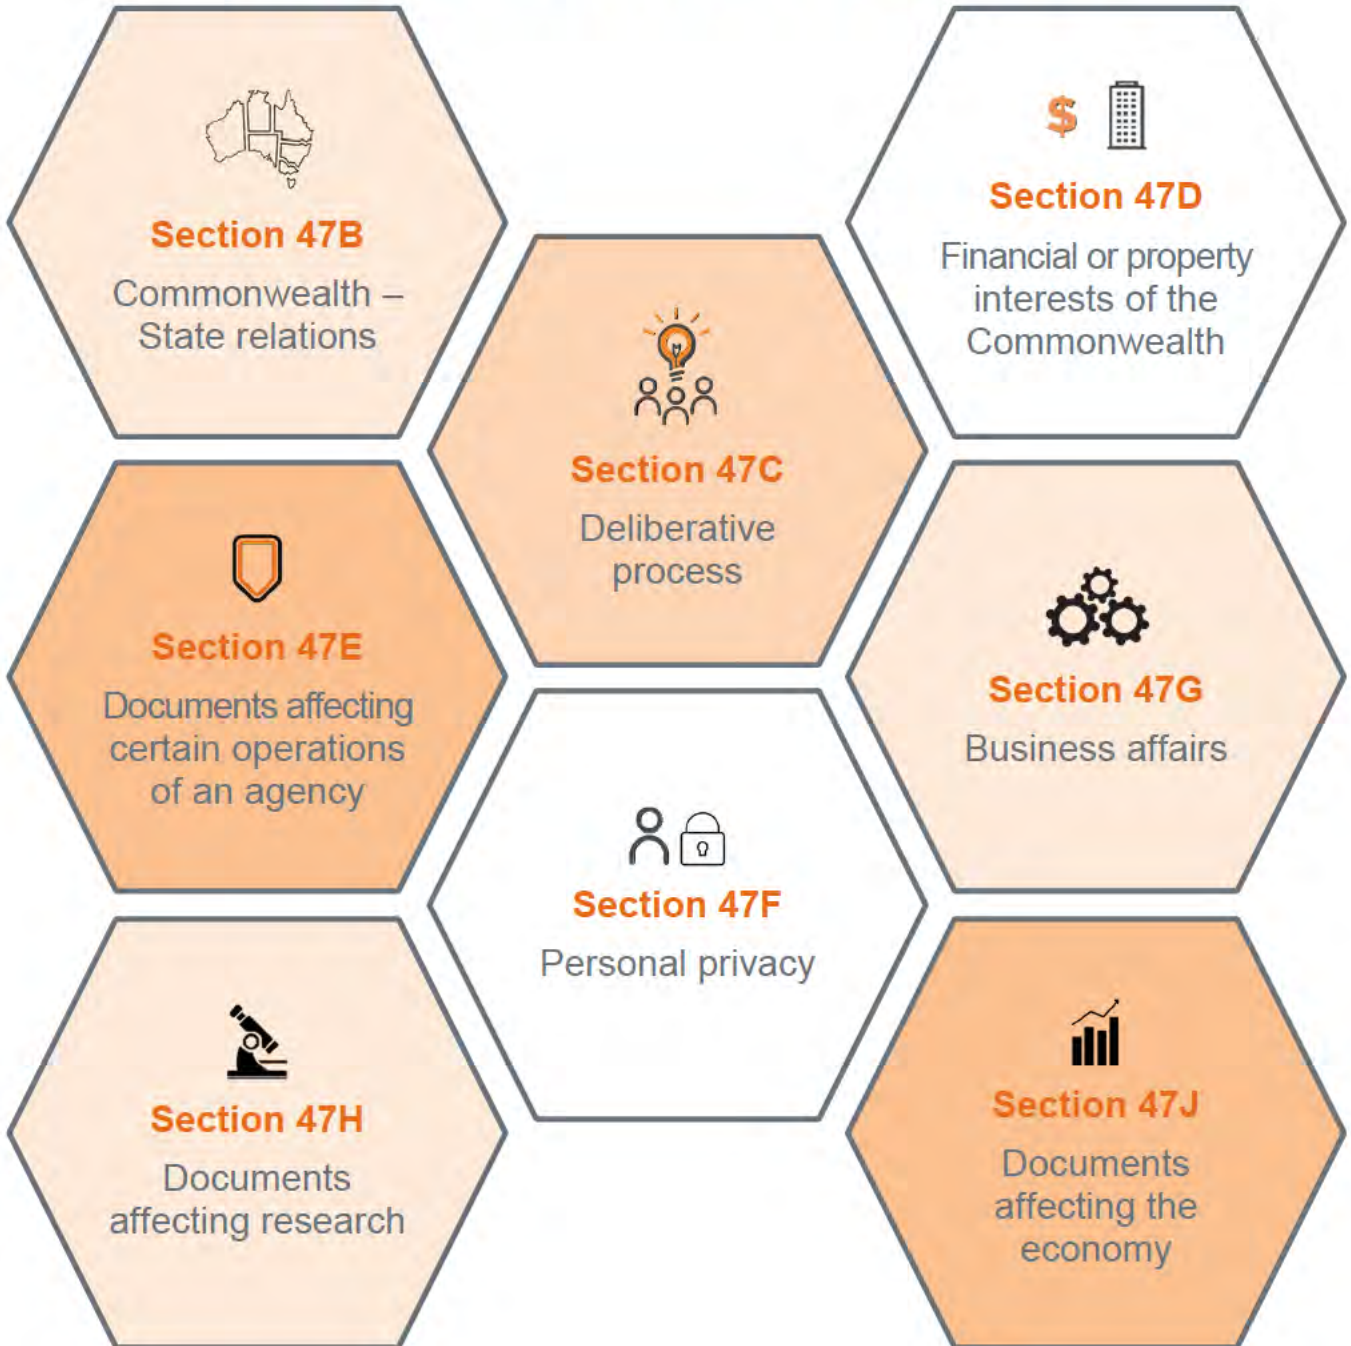 Section 47B
Commonwealth –
State relations
Section 47C
Deliberative
process
Section 47D
Financial or property
interests of the
Commonwealth
Section 47E
Documents affecting
certain operations
of an agency
Section 47F
Personal privacy
Section 47G
Business affairs
Section 47H
Documents
affecting research
Section 47J
Documents
affecting the
economy